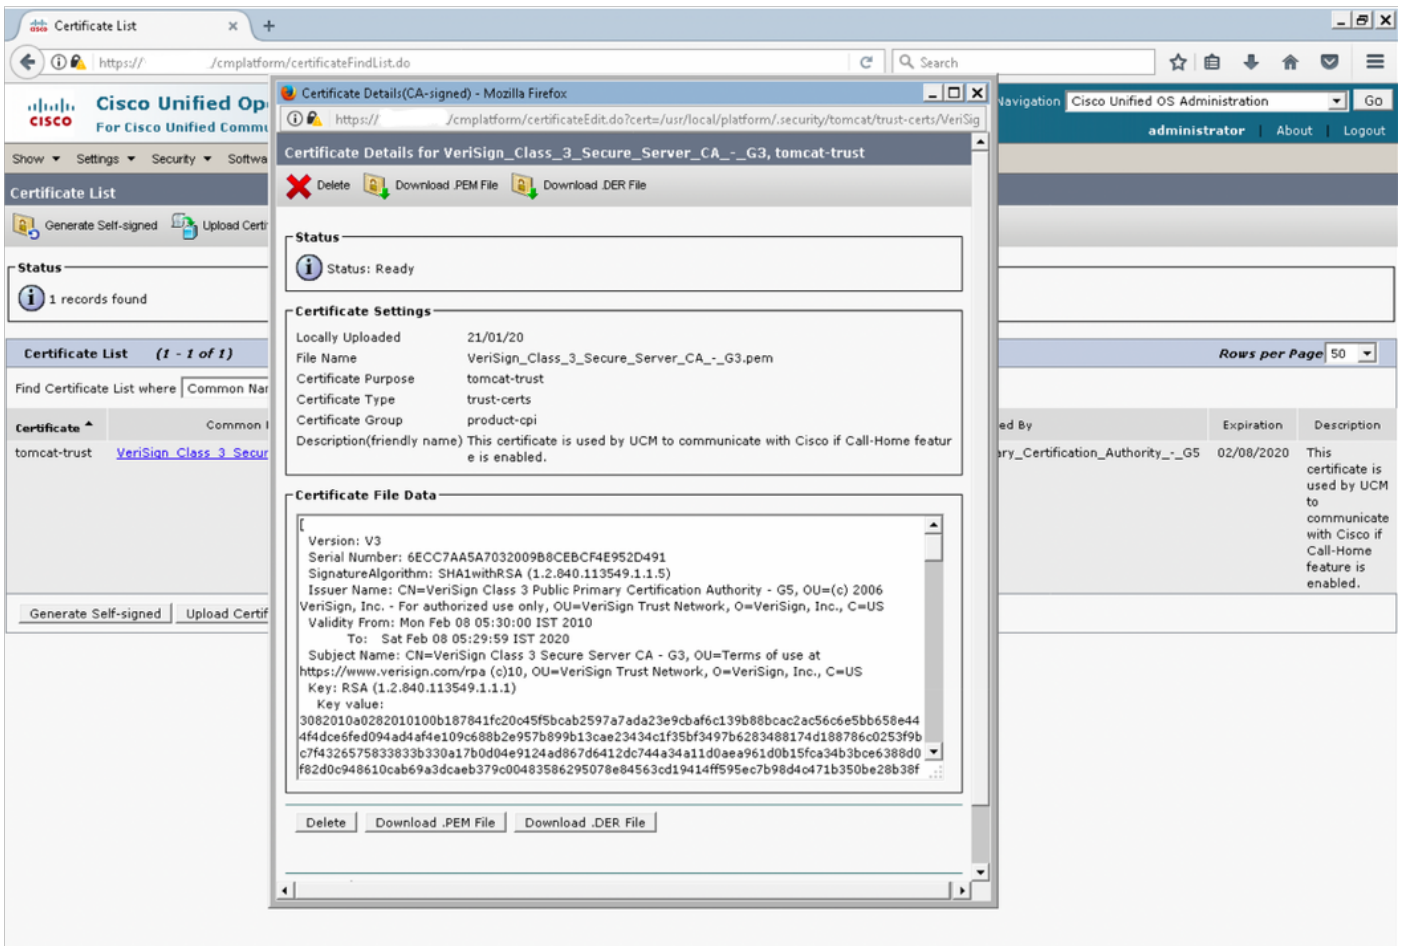 Certificate List
https://
/cmplatform/certificateFindList.do
Search
Certificate Details(CA-signed) - Mozilla Firefox
cisco
Cisco Unified Op
For Cisco Unified Commu
Navigation Cisco Unified OS Administration Go
administrator | About | Logout
https://
/cmplatform/certificateEdit.do?cert=/usr/local/platform/.security/tomcat/trust-certs/VeriSig
Show Settings Security Softwa
Certificate Details for VeriSign_Class_3_Secure_Server_CA_-_G3, tomcat-trust
Certificate List
Delete Download .PEM File Download .DER File
Generate Self-signed Upload Certi
Status
Status: Ready
Status
1 records found
Certificate Settings
Locally Uploaded 21/01/20
File Name VeriSign_Class_3_Secure_Server_CA_-_G3.pem
Certificate Purpose tomcat-trust
Certificate Type trust-certs
Certificate Group product-cpi
Description(friendly name) This certificate is used by UCM to communicate with Cisco if Call-Home featur
e is enabled.
Certificate List (1 - 1 of 1)
Rows per Page 50
Find Certificate List where Common Nar
Certificate Common
ed By Expiration Description
tomcat-trust VeriSign_Class_3_Secur
ary_Certification_Authority_-_G5 02/08/2020 This
certificate is
used by UCM
to
communicate
with Cisco if
Call-Home
feature is
enabled.
Certificate File Data
[
Version: V3
Serial Number: 6ECC7AA5A7032009B8CEBCF4E952D491
SignatureAlgorithm: SHA1withRSA (1.2.840.113549.1.1.5)
Issuer Name: CN=VeriSign Class 3 Public Primary Certification Authority - G5, OU=(c) 2006
VeriSign, Inc. - For authorized use only, OU=VeriSign Trust Network, O=VeriSign, Inc., C=US
Validity From: Mon Feb 08 05:30:00 IST 2010
To: Sat Feb 08 05:29:59 IST 2020
Subject Name: CN=VeriSign Class 3 Secure Server CA - G3, OU=Terms of use at
https://www.verisign.com/rpa (c)10, OU=VeriSign Trust Network, O=VeriSign, Inc., C=US
Key: RSA (1.2.840.113549.1.1.1)
Key value:
3082010a0282010100b187841fc20c45f5bcab2597a7ada23e9cbaf6c139b88bcac2ac56c6e5bb658e44
4f4dce6fed094ad4af4e109c688b2e957b899b13cae23434c1f35bf3497b6283488174d188786c0253f9b
c7f4326575833833b330a17b0d04e9124ad867d6412dc744a34a11d0aea961d0b15fca34b3bce6388d0
f82d0c948610cab69a3dcaeb379c00483586295078e84563cd19414ff595ec7b98d4c471b350be28b38f
Generate Self-signed Upload Certif
Delete Download .PEM File Download .DER File